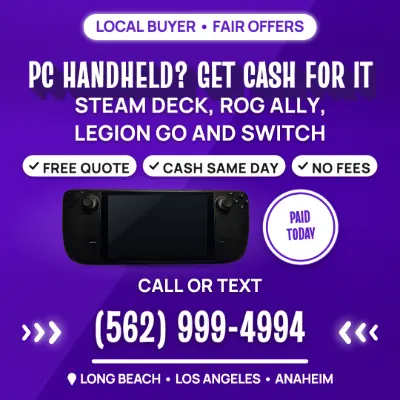 LOCAL BUYER • FAIR OFFERS
PC HANDHELD? GET CASH FOR IT
STEAM DECK, ROG ALLY,
LEGION GO AND SWITCH
✓ FREE QUOTE ✓ CASH SAME DAY ✓ NO FEES
PAID
TODAY
CALL OR TEXT
(562) 999-4994
LONG BEACH • LOS ANGELES • ANAHEIM